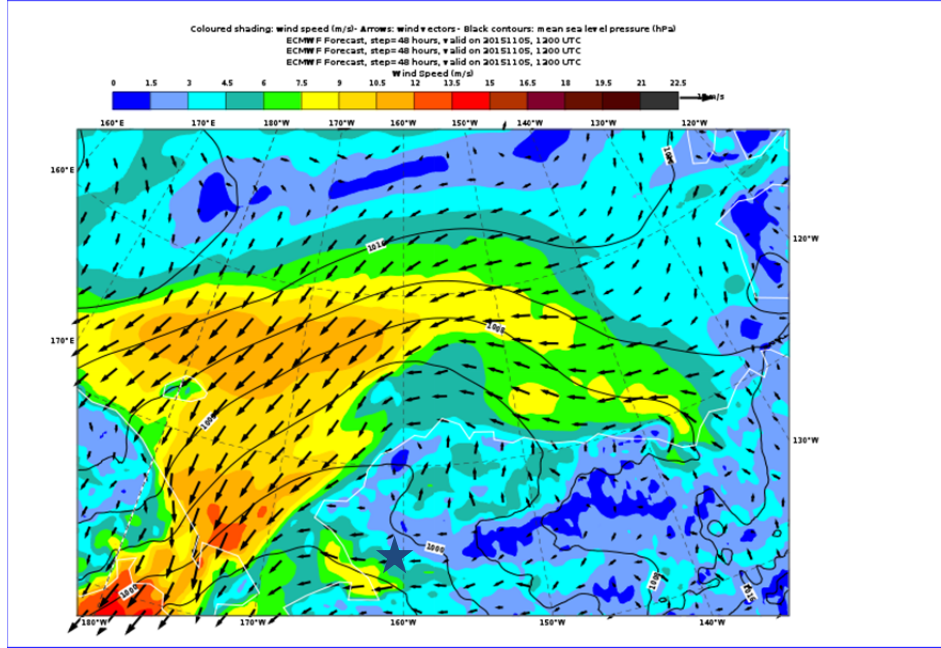 Coloured shading: wind speed (m/s)- Arrows: wind vectors - Black contours: mean sea level pressure (hPa)
ECMWF Forecast, step=48 hours, valid on 20151105, 1200 UTC
ECMWF Forecast, step=48 hours, valid on 20151105, 1200 UTC
ECMWF Forecast, step=48 hours, valid on 20151105, 1200 UTC
Wind Speed (m/s)
0 1.5 3 4.5 6 7.5 9 10.5 12 13.5 15 16.5 18 19.5 21 22.5
m/s
160°E 170°E 180°W 170°W 160°W 150°W 140°W 130°W 120°W
160°E
1016
120°W
1008
170°E
130°W
1000
1000
180°W 170°W 160°W 150°W 140°W